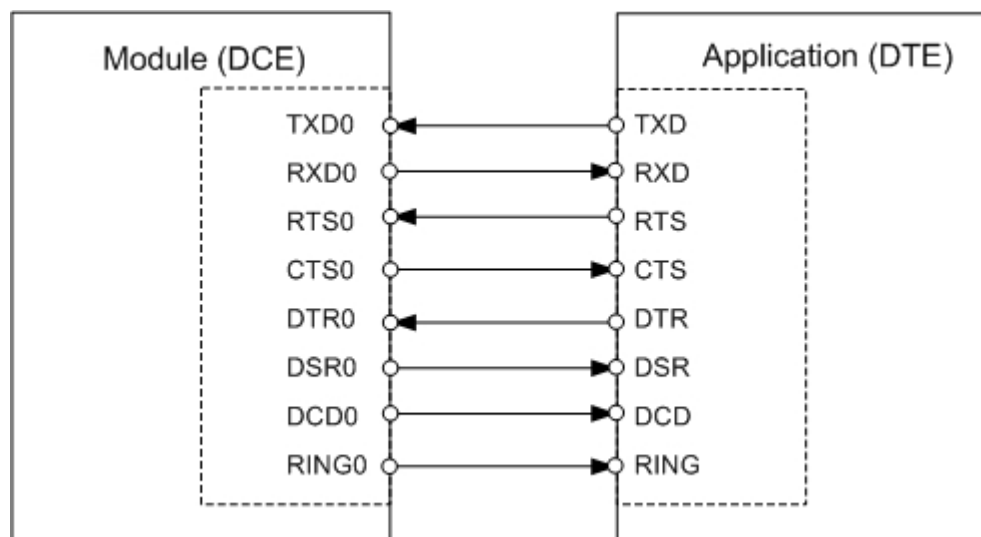 Module (DCE)
Application (DTE)
TXD0
TXD
RXD0
RXD
RTS0
RTS
CTS0
CTS
DTR0
DTR
DSR0
DSR
DCD0
DCD
RING0
RING